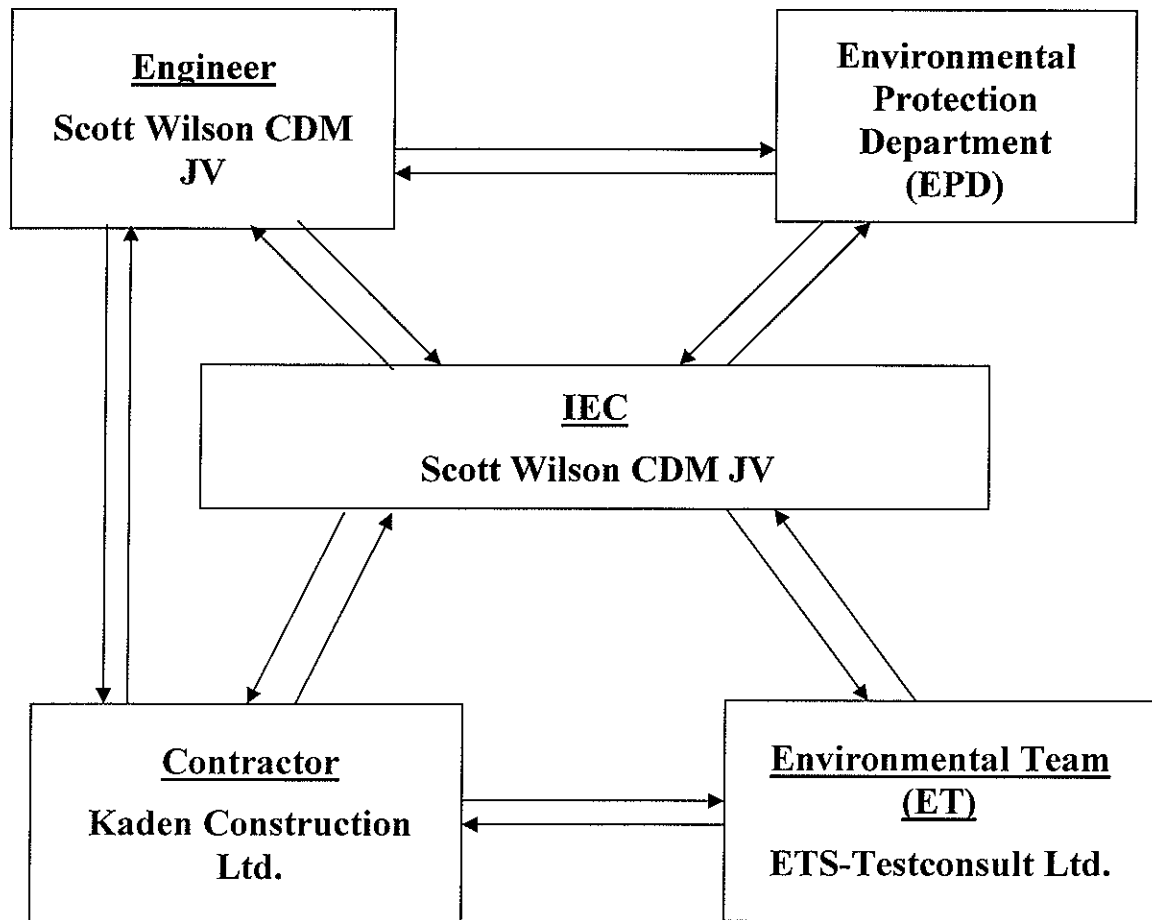 Engineer
Scott Wilson CDM
JV
Environmental
Protection
Department
(EPD)
IEC
Scott Wilson CDM JV
Contractor
Kaden Construction
Ltd.
Environmental Team
(ET)
ETS-Testconsult Ltd.